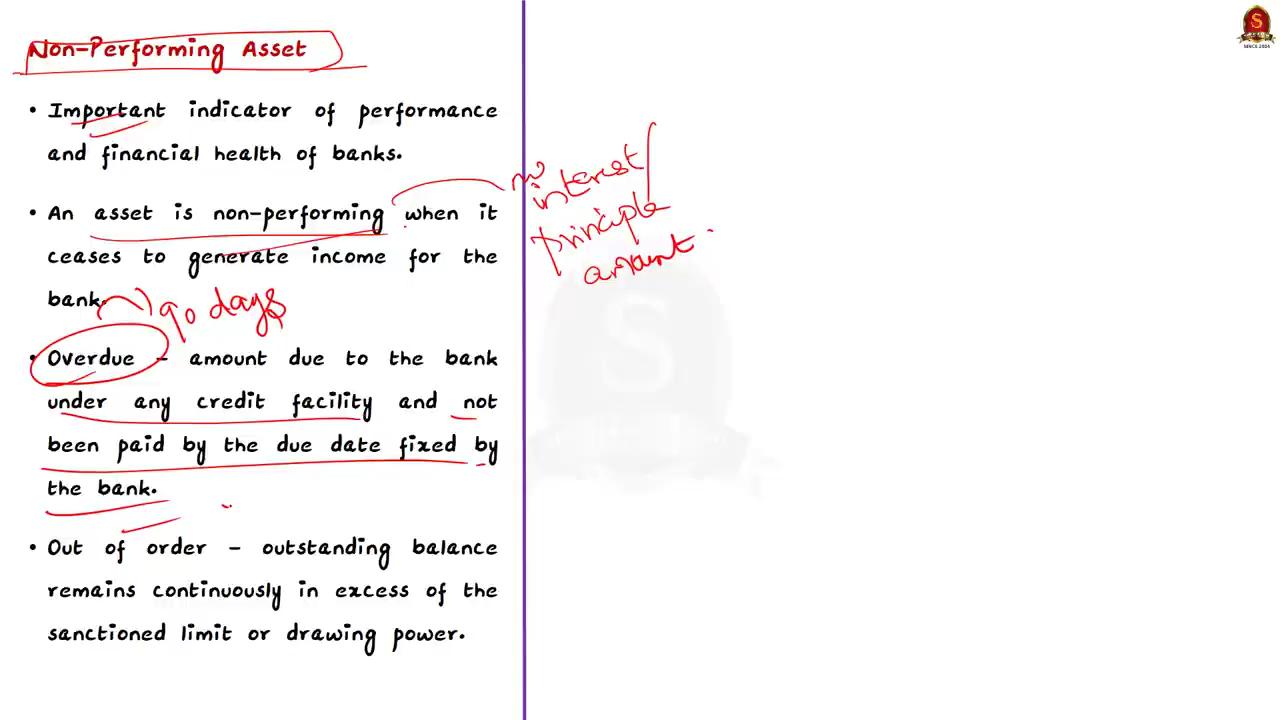 Non-Performing Asset
• Important indicator of performance
and financial health of banks.
• An asset is non-performing when it
ceases to generate income for the
bank.
• Overdue – amount due to the bank
under any credit facility and not
been paid by the due date fixed by
the bank.
• Out of order – outstanding balance
remains continuously in excess of the
sanctioned limit or drawing power.
90 days
no
interest/
principle
amount.
S
SINCE 2004
S